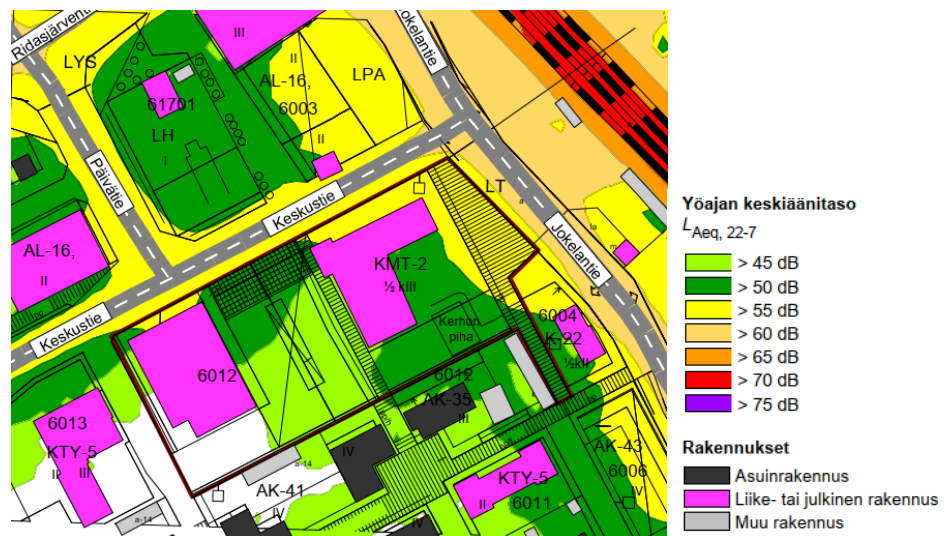 Ridasjärvent
Jokelantie
III
LYS
II
AL-16,
LPA
6003
61701
LH
I
II
Päivätie
Keskustie
LT
a
la
m
AL-16,
II
KMT-2
½ kIII
Jokelantie
Keskustie
Kerhon
piha
6004
K-22
½kII
6012
6012
AK-35
III
6013
KTY-5
II
III
IV
a-14
AK-41
IV
AK-43
6006
IV
KTY-5
II
6011
IV
a-14
Yöajan keskiäänitaso
LAeq, 22-7
> 45 dB
> 50 dB
> 55 dB
> 60 dB
> 65 dB
> 70 dB
> 75 dB
Rakennukset
Asuinrakennus
Liike- tai julkinen rakennus
Muu rakennus